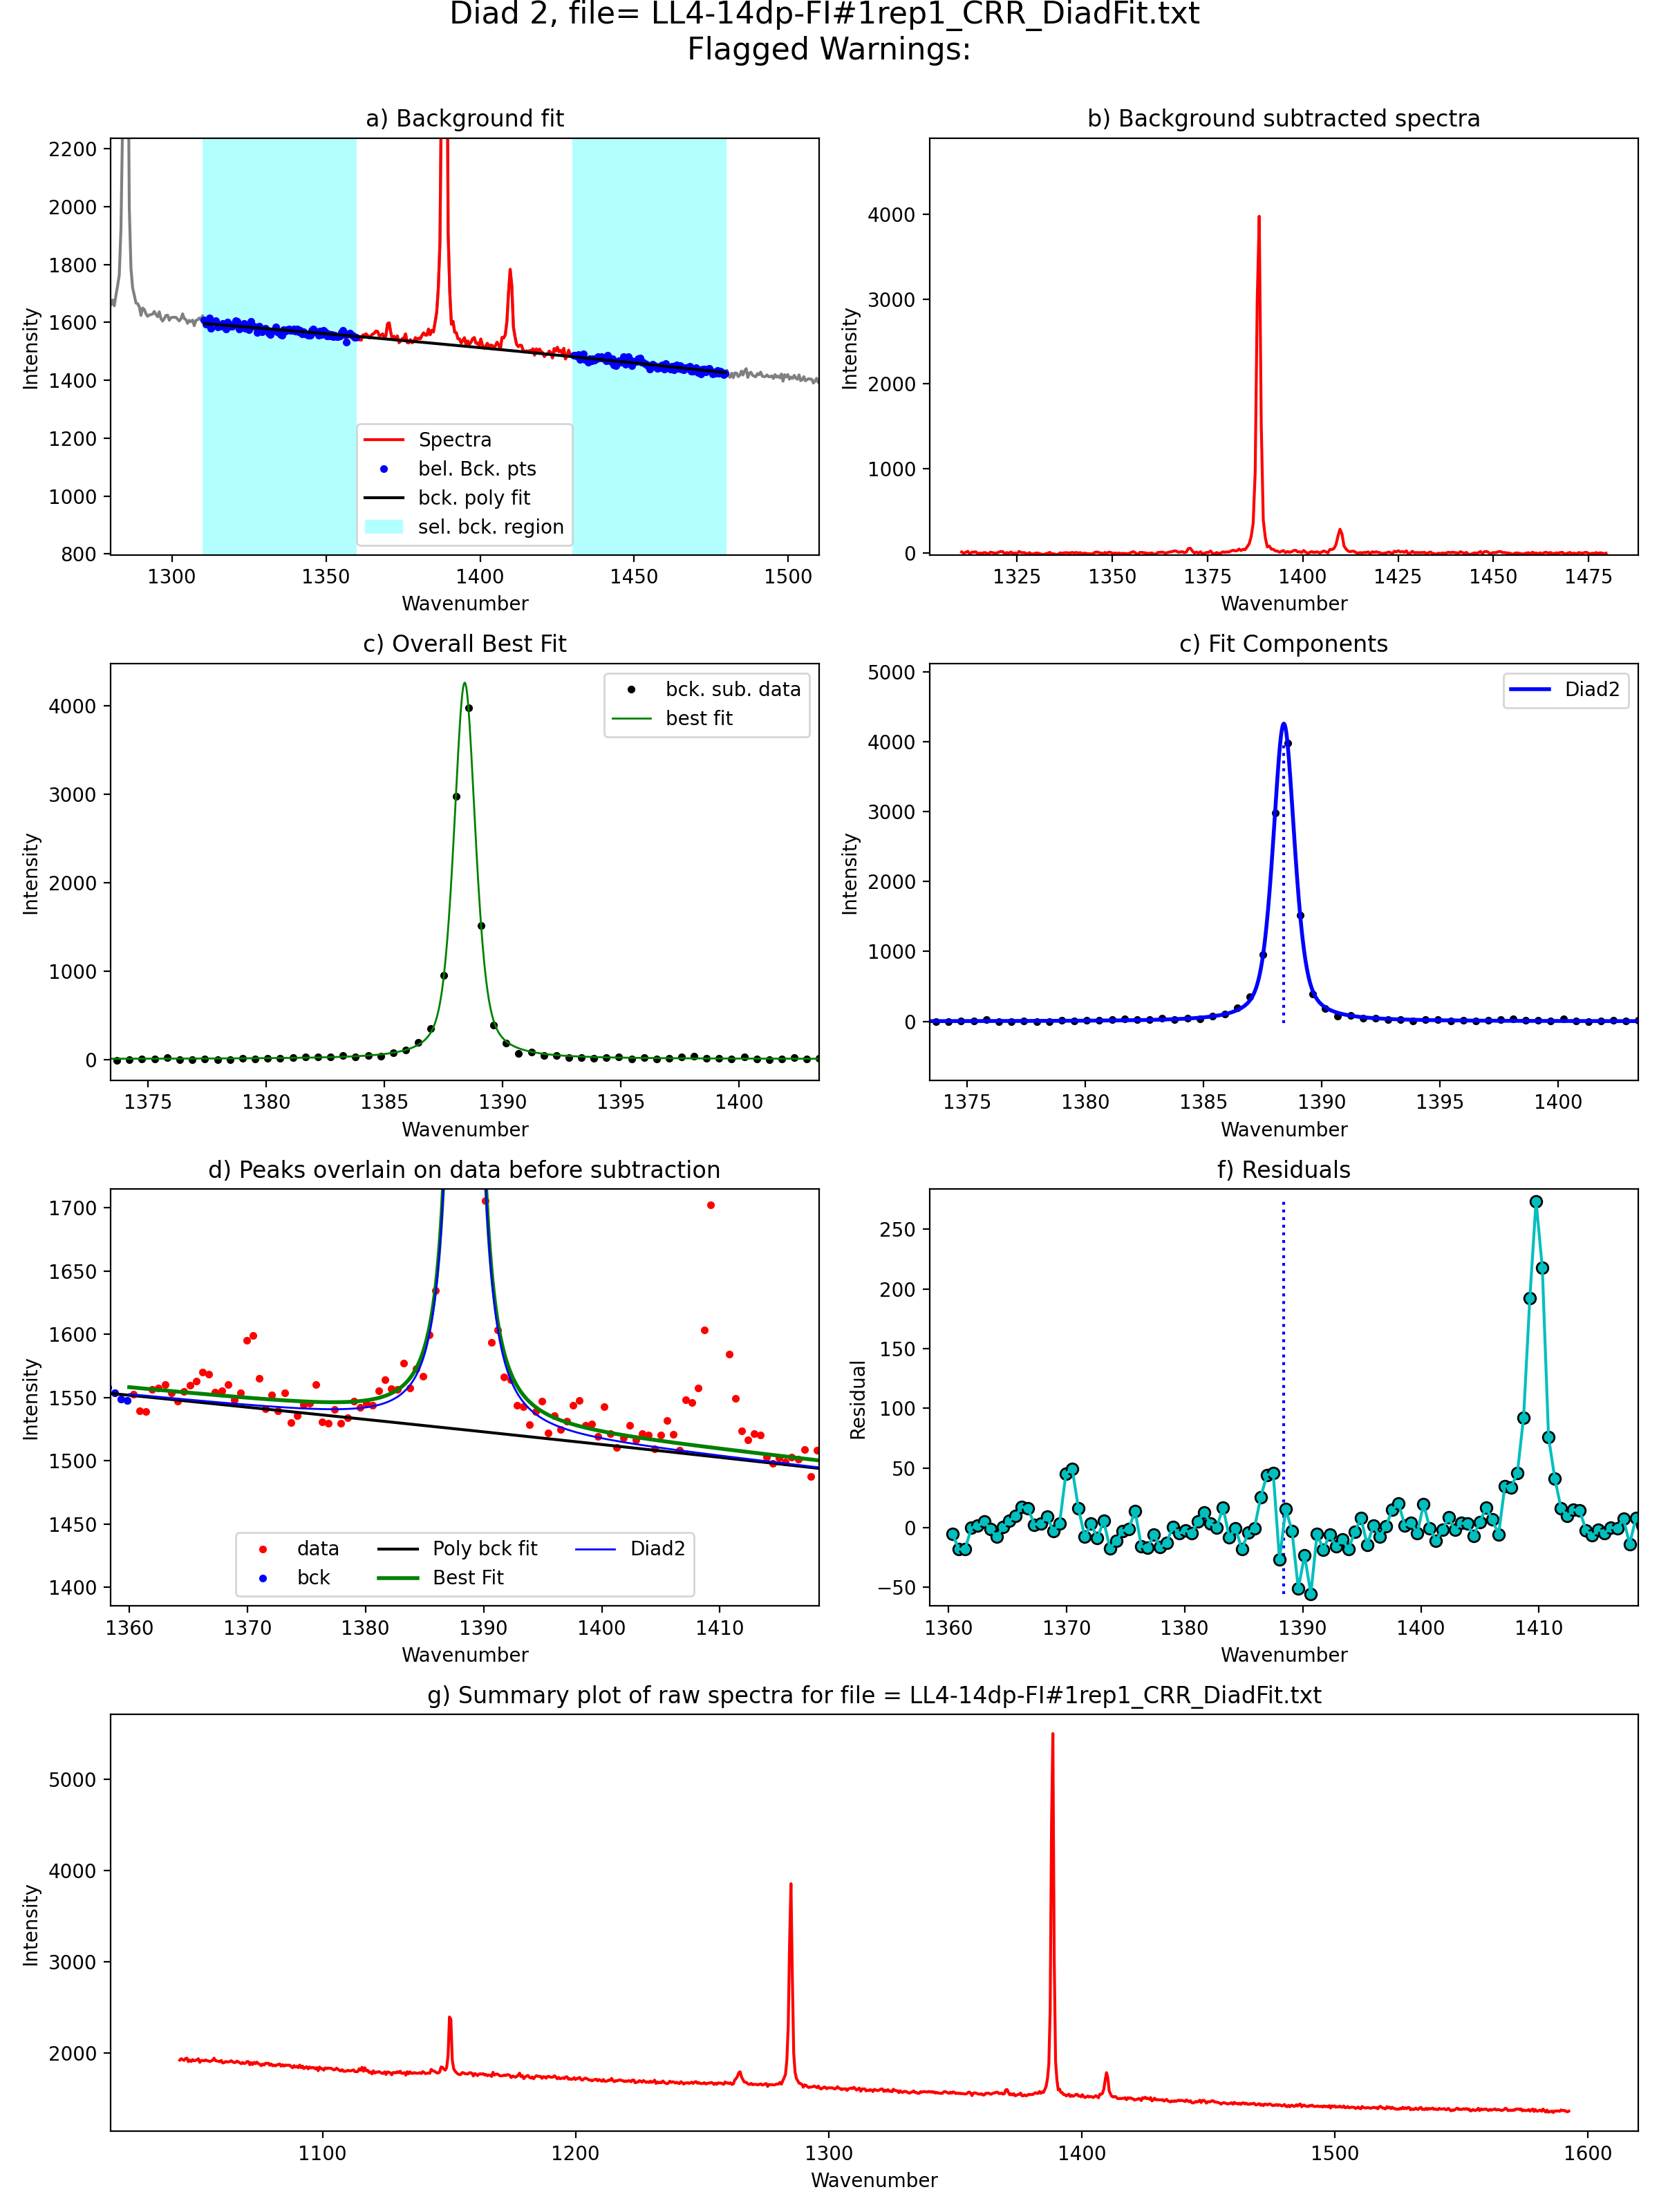 Diad 2, file= LL4-14dp-FI#1rep1_CRR_DiadFit.txt
Flagged Warnings:
a) Background fit
2200
2000
1800
1600
1400
1200
1000
800
Intensity
Spectra
bel. Bck. pts
bck. poly fit
sel. bck. region
1300 1350 1400 1450 1500
Wavenumber
b) Background subtracted spectra
4000
3000
2000
1000
0
Intensity
1325 1350 1375 1400 1425 1450 1475
Wavenumber
c) Overall Best Fit
4000
3000
2000
1000
0
Intensity
bck. sub. data
best fit
1375 1380 1385 1390 1395 1400
Wavenumber
c) Fit Components
5000
4000
3000
2000
1000
0
Intensity
Diad2
1375 1380 1385 1390 1395 1400
Wavenumber
d) Peaks overlain on data before subtraction
1700
1650
1600
1550
1500
1450
1400
Intensity
data Poly bck fit Diad2
bck Best Fit
1360 1370 1380 1390 1400 1410
Wavenumber
f) Residuals
250
200
150
100
50
0
−50
Residual
1360 1370 1380 1390 1400 1410
Wavenumber
g) Summary plot of raw spectra for file = LL4-14dp-FI#1rep1_CRR_DiadFit.txt
5000
4000
3000
2000
Intensity
1100 1200 1300 1400 1500 1600
Wavenumber